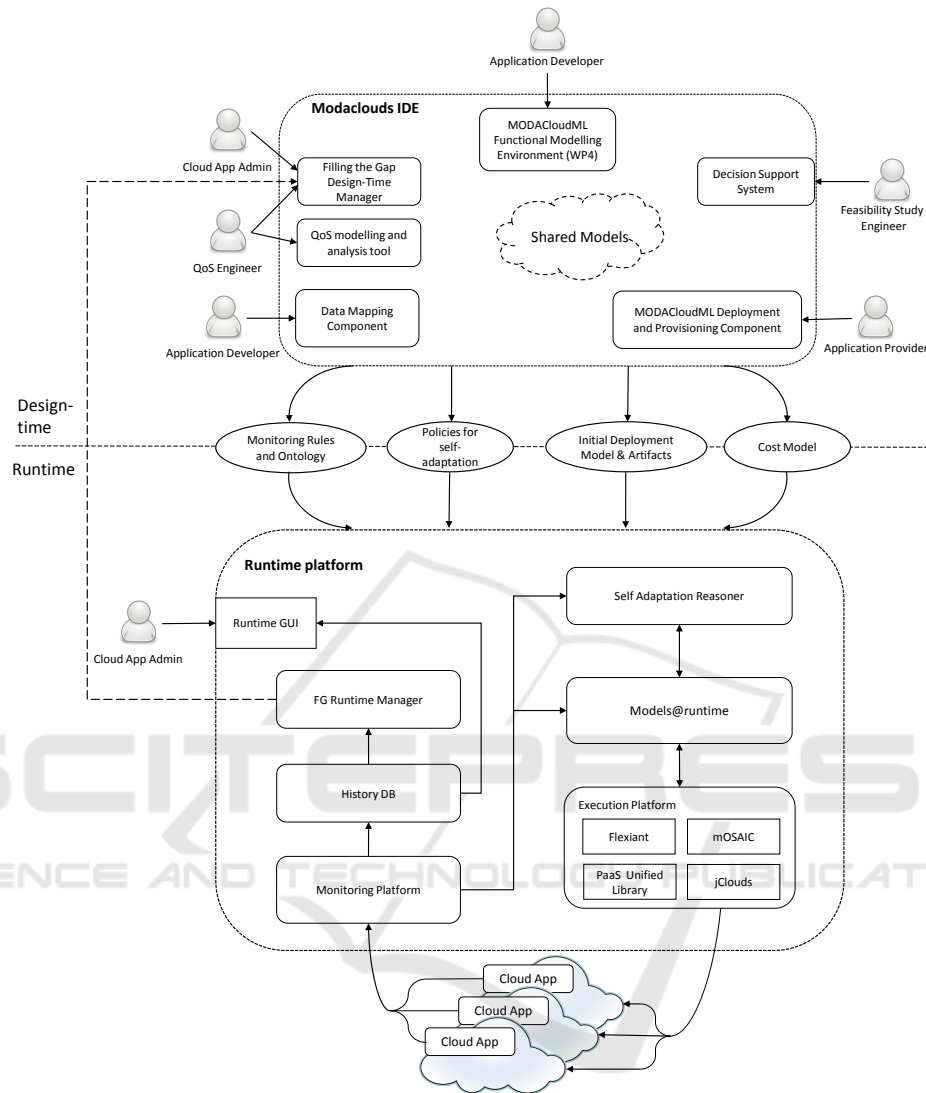 Application Developer
Modaclouds IDE
MODACloudML
Functional Modelling
Environment (WP4)
Cloud App Admin
Filling the Gap
Design-Time
Manager
Decision Support
System
Feasibility Study
Engineer
Shared Models
QoS modelling and
analysis tool
QoS Engineer
Data Mapping
Component
MODACloudML Deployment
and Provisioning Component
Application Developer
Application Provider
Design-
time
Runtime
Monitoring Rules
and Ontology
Policies for
self-
adaptation
Initial Deployment
Model & Artifacts
Cost Model
Runtime platform
Self Adaptation Reasoner
Runtime GUI
Cloud App Admin
FG Runtime Manager
Models@runtime
History DB
Execution Platform
Flexiant
mOSAIC
PaaS Unified
Library
jClouds
Monitoring Platform
SCITEPRES
ENCE AND TECHNOLOGY PUBLICAT
Cloud App
Cloud App
Cloud App